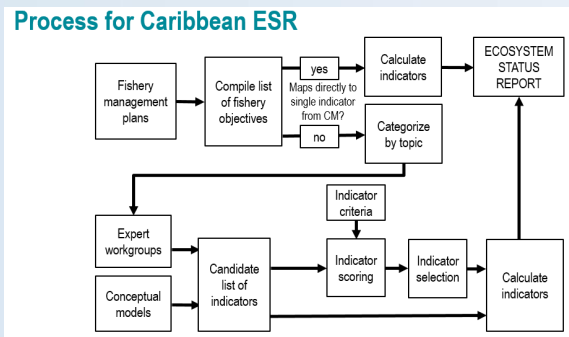 Process for Caribbean ESR
Fishery
management
plans
Compile list
of fishery
objectives
yes
Maps directly to
single indicator
from CM?
no
Calculate
indicators
ECOSYSTEM
STATUS
REPORT
Categorize
by topic
Expert
workgroups
Conceptual
models
Candidate
list of
indicators
Indicator
criteria
Indicator
scoring
Indicator
selection
Calculate
indicators